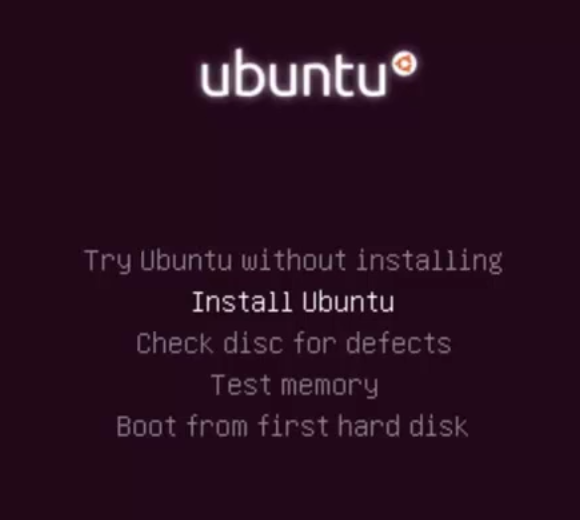 ubuntu
Try Ubuntu without installing
Install Ubuntu
Check disc for defects
Test memory
Boot from first hard disk